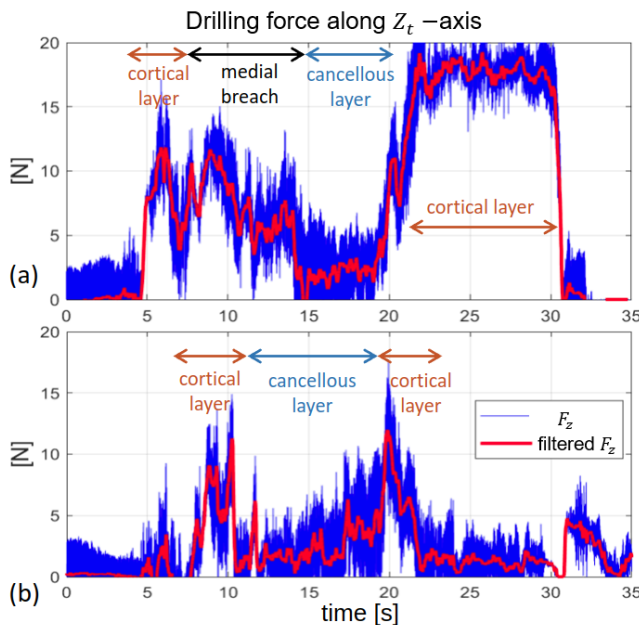 Drilling force along Z_t −axis
20
15
10
5
0
[N]
cortical
layer
medial
breach
cancellous
layer
cortical layer
(a)
0 5 10 15 20 25 30 35
20
15
10
5
0
[N]
cortical
layer
cancellous
layer
cortical
layer
F_z
filtered F_z
(b)
0 5 10 15 20 25 30 35
time [s]